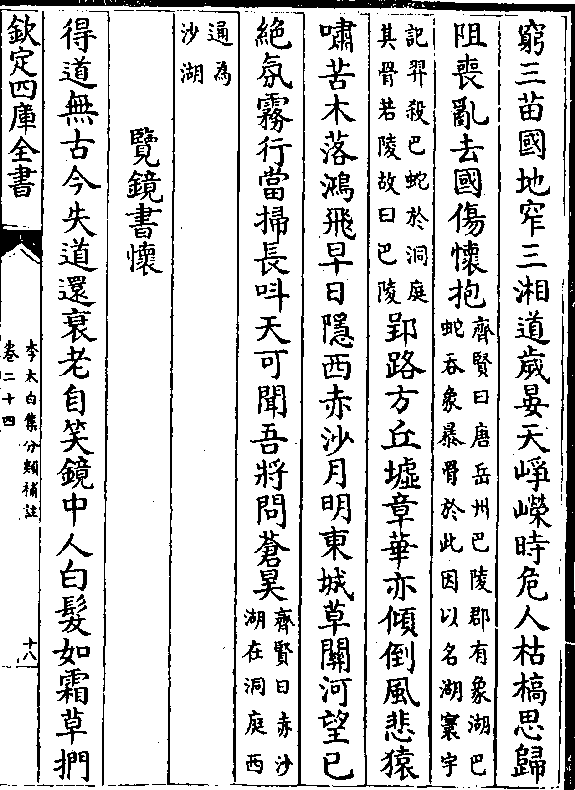 窮三苗國地窄三湘道歲晏天崢嶸時危人枯槁思歸
阻喪亂去國傷懷抱
齊賢曰唐岳州巴陵郡有象湖巴
蛇吞象暴骨於此因以名湖寰宇
記羿殺巴蛇於洞庭
其骨若陵故曰巴陵
郢路方丘墟章華亦傾倒風悲猿
嘯苦木落鴻飛早日隱西赤沙月明東城草關河望已
絶氛霧行當掃長呌天可聞吾將問蒼昊
齊賢曰赤沙
湖在洞庭西
通為
沙湖
覽鏡書懷
得道無古今失道還衰老自笑鏡中人白髮如霜草捫
欽定四庫全書
李太白集分類補註
卷二十四
十八